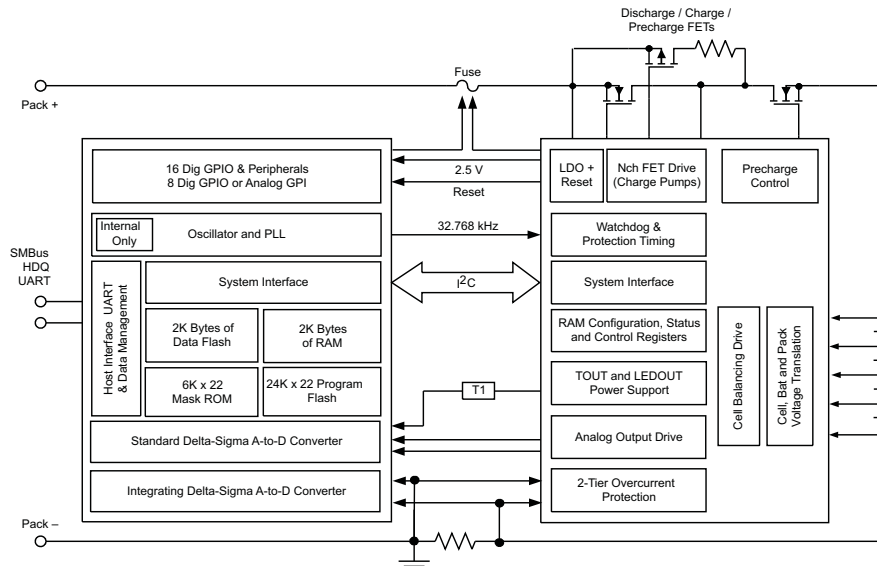 Discharge / Charge /
Precharge FETs
Fuse
Pack +
16 Dig GPIO & Peripherals
8 Dig GPIO or Analog GPI
2.5 V
Reset
LDO +
Reset
Nch FET Drive
(Charge Pumps)
Precharge
Control
Internal
Only
Oscillator and PLL
32.768 kHz
Watchdog &
Protection Timing
SMBus
HDQ
UART
Host Interface UART
& Data Management
System Interface
I2C
System Interface
2K Bytes of
Data Flash
2K Bytes
of RAM
RAM Configuration, Status
and Control Registers
6K x 22
Mask ROM
24K x 22 Program
Flash
T1
TOUT and LEDOUT
Power Support
Cell Balancing Drive
Cell, Bat and Pack
Voltage Translation
Standard Delta-Sigma A-to-D Converter
Analog Output Drive
Integrating Delta-Sigma A-to-D Converter
2-Tier Overcurrent
Protection
Pack –